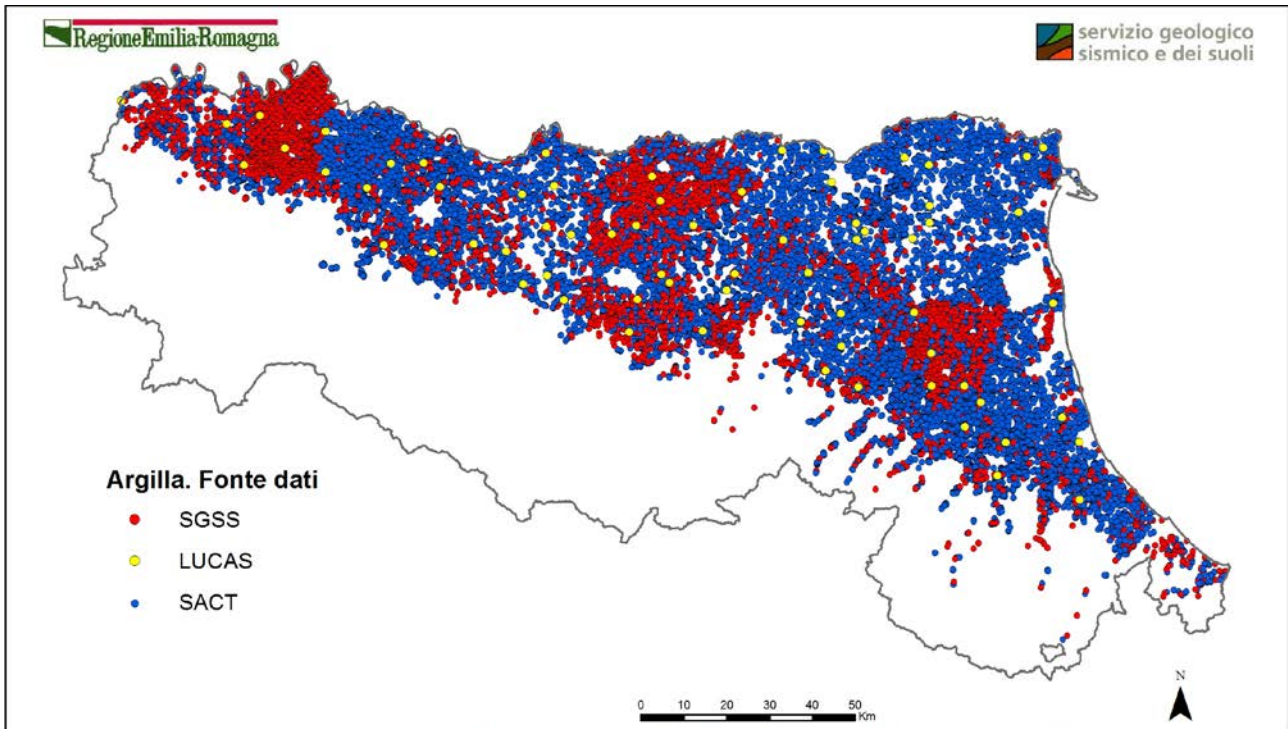 RegioneEmilia-Romagna
servizio geologico
sismico e dei suoli
Argilla. Fonte dati
SGSS
LUCAS
SACT
N
0 10 20 30 40 50
Km